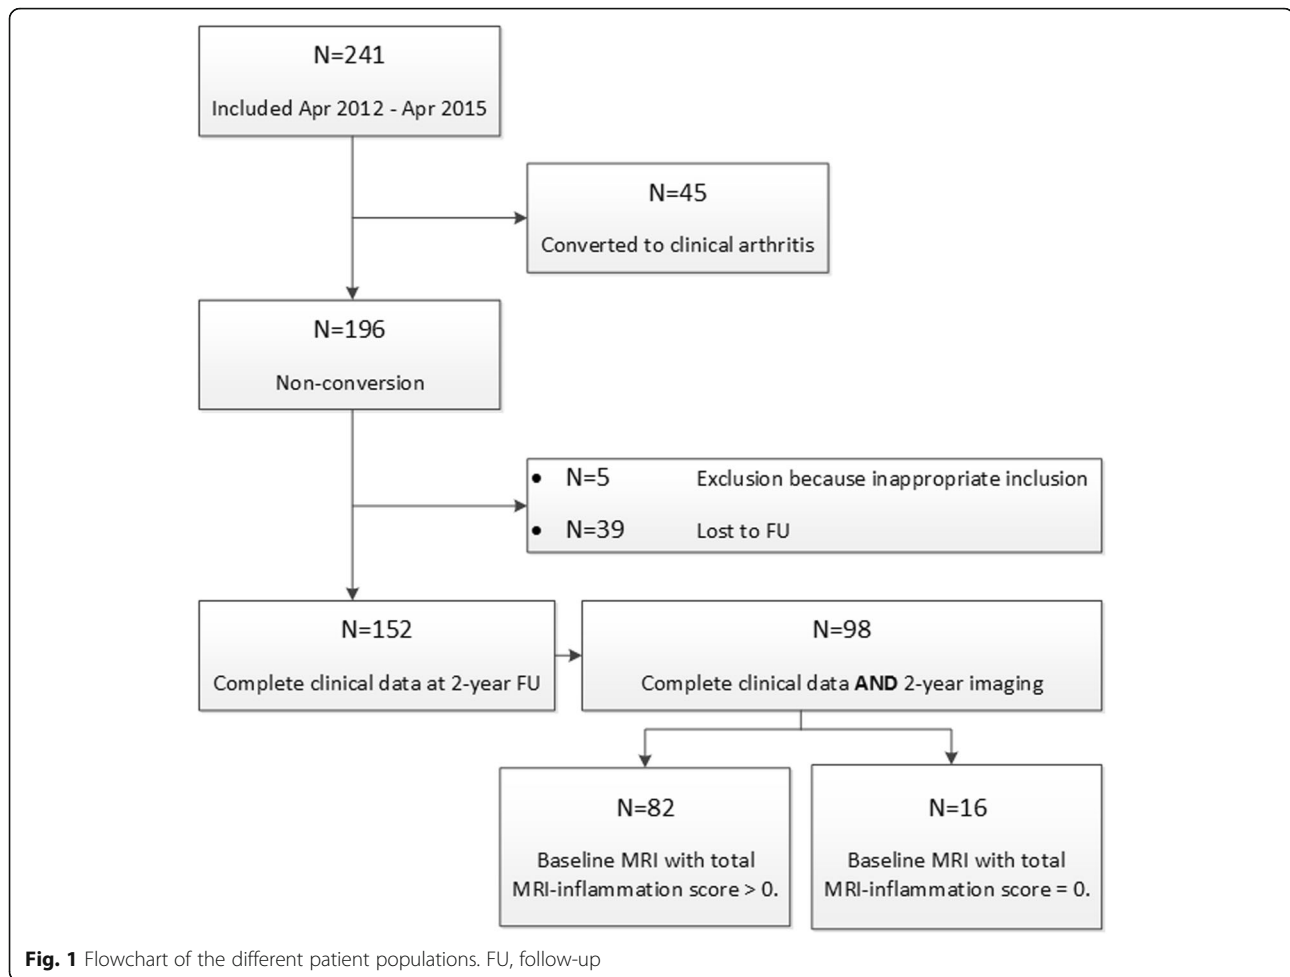 N=241
Included Apr 2012 - Apr 2015
N=45
Converted to clinical arthritis
N=196
Non-conversion
• N=5 Exclusion because inappropriate inclusion
• N=39 Lost to FU
N=152
Complete clinical data at 2-year FU
N=98
Complete clinical data AND 2-year imaging
N=82
Baseline MRI with total
MRI-inflammation score > 0.
N=16
Baseline MRI with total
MRI-inflammation score = 0.
Fig. 1 Flowchart of the different patient populations. FU, follow-up